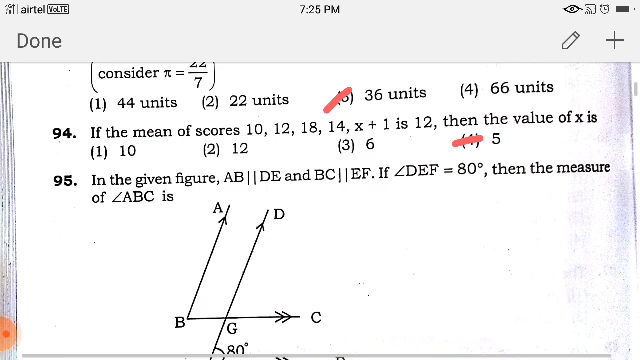 airtel VoLTE 7:25 PM
Done
(consider π = 22/7)
(1) 44 units (2) 22 units (3) 36 units (4) 66 units
94. If the mean of scores 10, 12, 18, 14, x + 1 is 12, then the value of x is
(1) 10 (2) 12 (3) 6 (4) 5
95. In the given figure, AB||DE and BC||EF. If ∠DEF = 80°, then the measure
of ∠ABC is
A D
B G C
80°